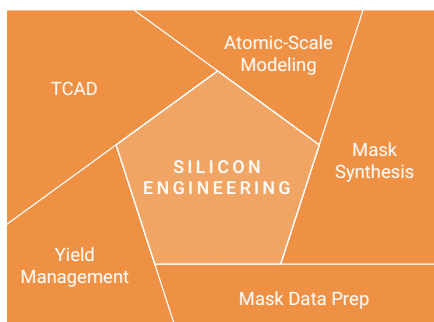 Atomic-Scale
Modeling
TCAD
Mask
Synthesis
SILICON
ENGINEERING
Yield
Management
Mask Data Prep